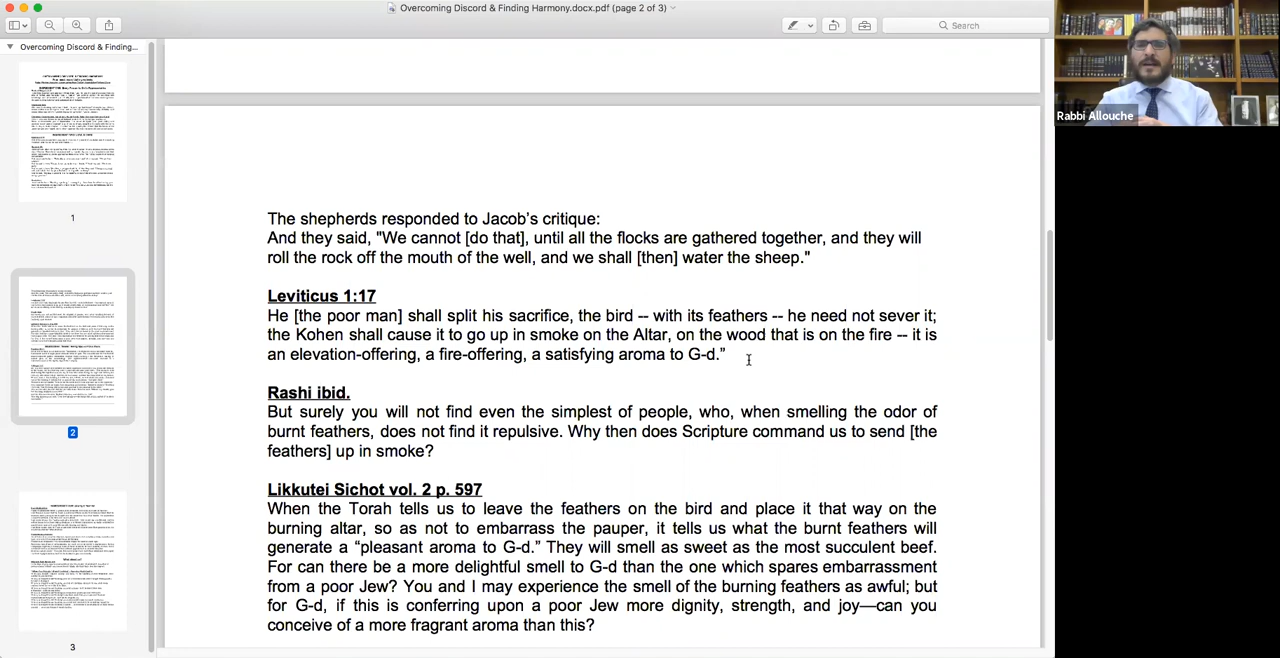 Overcoming Discord & Finding Harmony.docx.pdf (page 2 of 3)
Search
Overcoming Discord & Finding...
1
2
3
The shepherds responded to Jacob's critique:
And they said, "We cannot [do that], until all the flocks are gathered together, and they will
roll the rock off the mouth of the well, and we shall [then] water the sheep."
Leviticus 1:17
He [the poor man] shall split his sacrifice, the bird -- with its feathers -- he need not sever it;
the Kohen shall cause it to go up in smoke on the Altar, on the wood that is on the fire -- it is
an elevation-offering, a fire-offering, a satisfying aroma to G-d."
Rashi ibid.
But surely you will not find even the simplest of people, who, when smelling the odor of
burnt feathers, does not find it repulsive. Why then does Scripture command us to send [the
feathers] up in smoke?
Likkutei Sichot vol. 2 p. 597
When the Torah tells us to leave the feathers on the bird and place it that way on the
burning altar, so as not to embarrass the pauper, it tells us that the burnt feathers will
generate a “pleasant aroma to G-d.” They will smell as sweet as the most succulent beef.
For can there be a more delightful smell to G-d than the one which spares embarrassment
from a poor Jew? You and I may experience the smell of the burning feathers as awful; but
for G-d, if this is conferring upon a poor Jew more dignity, strength, and joy—can you
conceive of a more fragrant aroma than this?
Rabbi Allouche